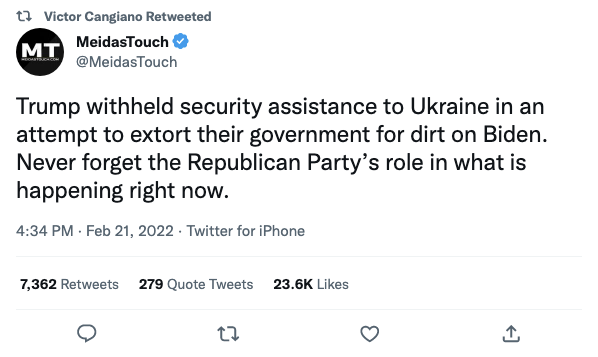 Victor Cangiano Retweeted
MT
MEIDASTOUCH.COM
MeidasTouch
@MeidasTouch
Trump withheld security assistance to Ukraine in an
attempt to extort their government for dirt on Biden.
Never forget the Republican Party’s role in what is
happening right now.
4:34 PM · Feb 21, 2022 · Twitter for iPhone
7,362 Retweets 279 Quote Tweets 23.6K Likes